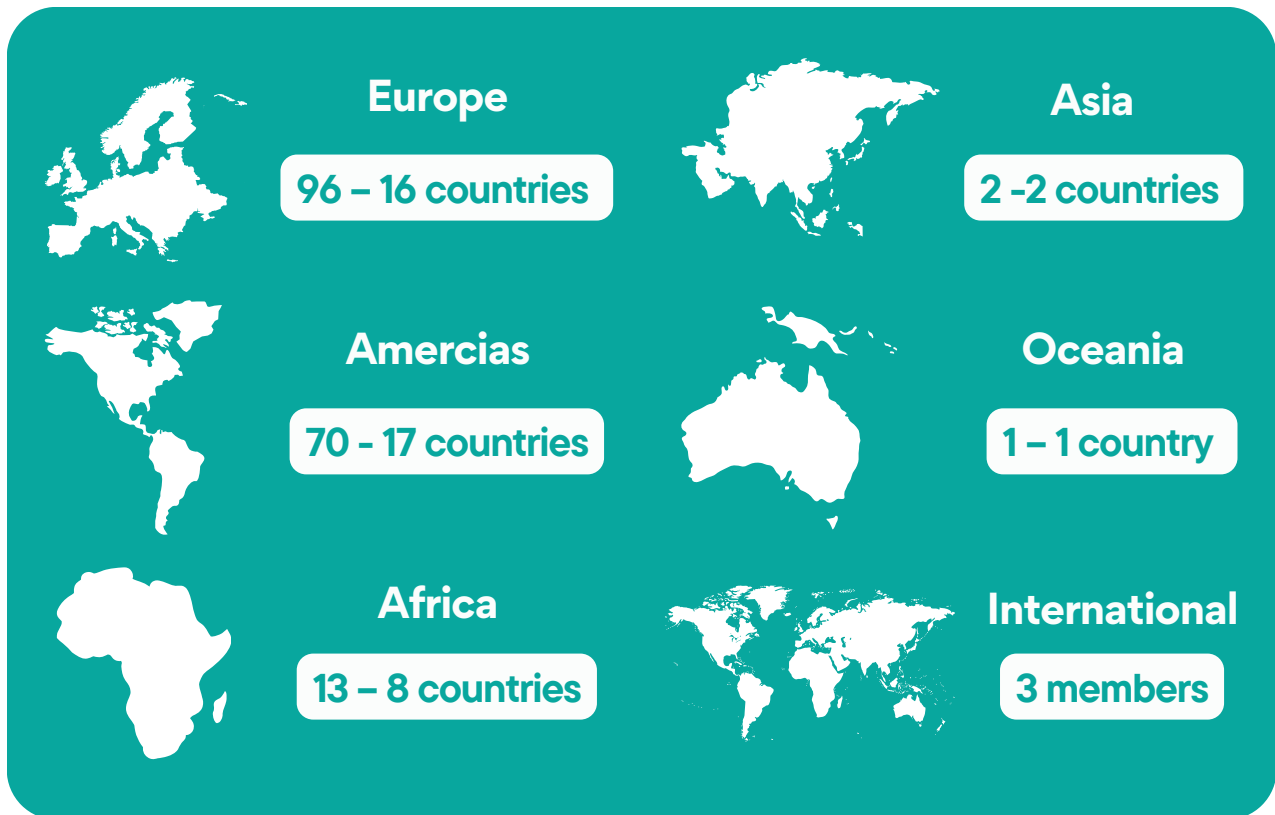 Europe
96 – 16 countries
Asia
2 -2 countries
Amercias
70 - 17 countries
Oceania
1 – 1 country
Africa
13 – 8 countries
International
3 members